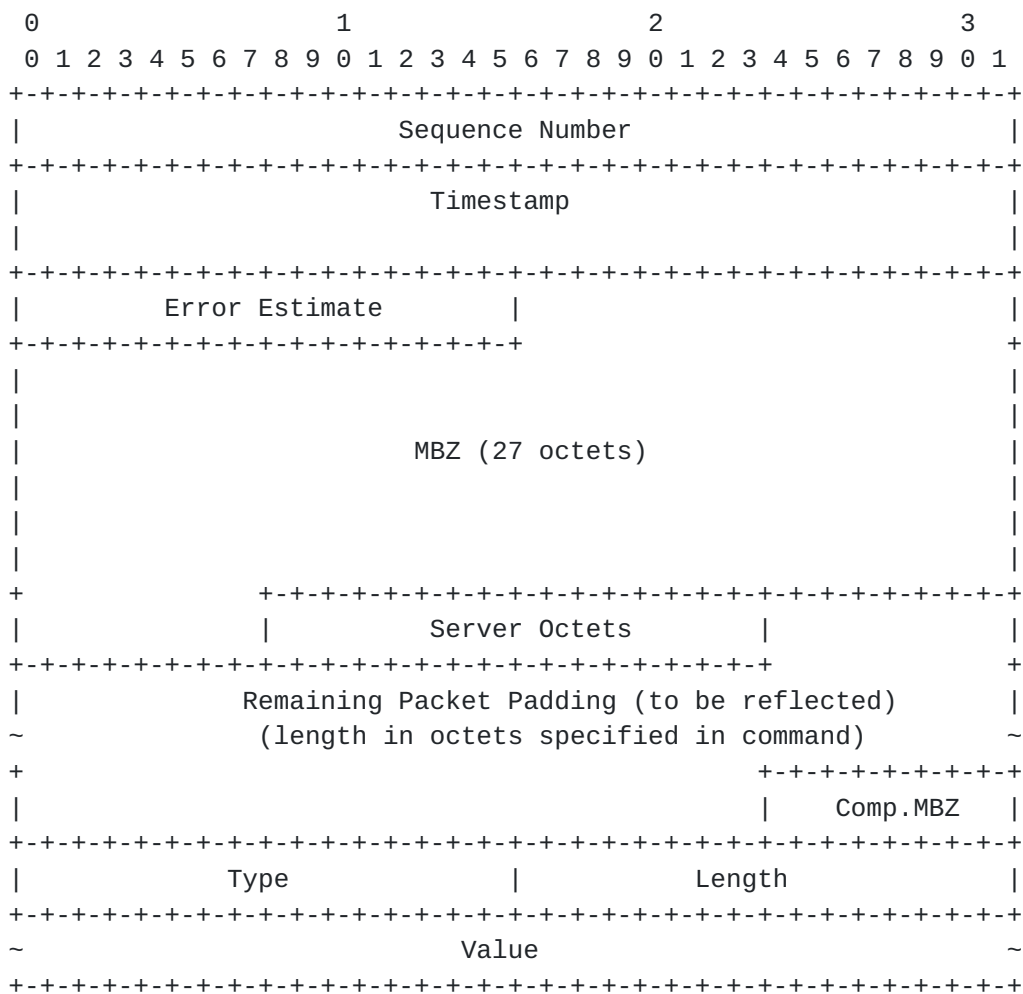 0                   1                   2                   3
 0 1 2 3 4 5 6 7 8 9 0 1 2 3 4 5 6 7 8 9 0 1 2 3 4 5 6 7 8 9 0 1
+-+-+-+-+-+-+-+-+-+-+-+-+-+-+-+-+-+-+-+-+-+-+-+-+-+-+-+-+-+-+-+-+
|                        Sequence Number                        |
+-+-+-+-+-+-+-+-+-+-+-+-+-+-+-+-+-+-+-+-+-+-+-+-+-+-+-+-+-+-+-+-+
|                          Timestamp                            |
|                                                               |
+-+-+-+-+-+-+-+-+-+-+-+-+-+-+-+-+-+-+-+-+-+-+-+-+-+-+-+-+-+-+-+-+
|         Error Estimate        |                               |
+-+-+-+-+-+-+-+-+-+-+-+-+-+-+-+-+                               +
|                                                               |
|                                                               |
|                         MBZ (27 octets)                       |
|                                                               |
|                                                               |
|                                                               |
+               +-+-+-+-+-+-+-+-+-+-+-+-+-+-+-+-+-+-+-+-+-+-+-+-+
|               |          Server Octets        |               |
+-+-+-+-+-+-+-+-+-+-+-+-+-+-+-+-+-+-+-+-+-+-+-+-+               +
|              Remaining Packet Padding (to be reflected)       |
~               (length in octets specified in command)         ~
+                                               +-+-+-+-+-+-+-+-+
|                                               |    Comp.MBZ   |
+-+-+-+-+-+-+-+-+-+-+-+-+-+-+-+-+-+-+-+-+-+-+-+-+-+-+-+-+-+-+-+-+
|             Type              |           Length              |
+-+-+-+-+-+-+-+-+-+-+-+-+-+-+-+-+-+-+-+-+-+-+-+-+-+-+-+-+-+-+-+-+
~                            Value                              ~
+-+-+-+-+-+-+-+-+-+-+-+-+-+-+-+-+-+-+-+-+-+-+-+-+-+-+-+-+-+-+-+-+